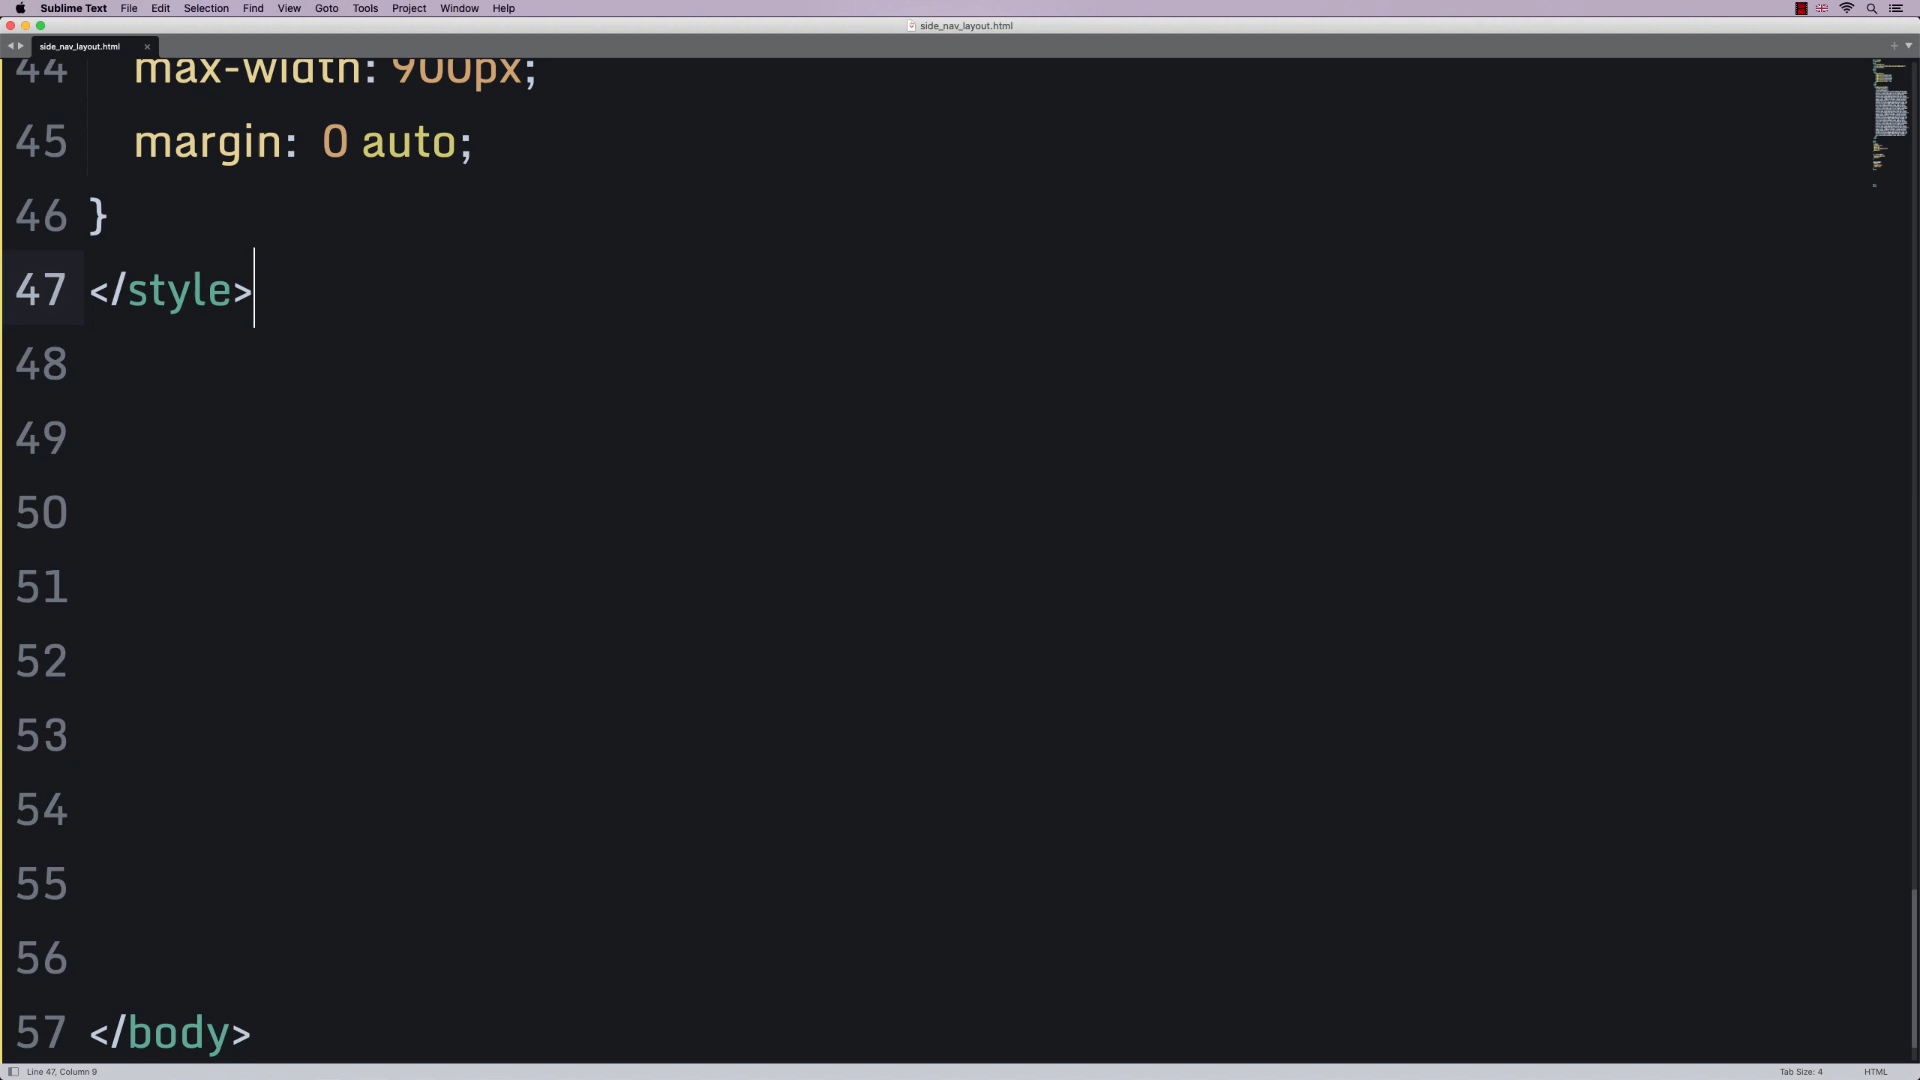 Sublime Text File Edit Selection Find View Goto Tools Project Window Help
side_nav_layout.html
side_nav_layout.html
44 max-width: 900px;
45 margin: 0 auto;
46 }
47 </style>
48
49
50
51
52
53
54
55
56
57 </body>
Line 47, Column 9 Tab Size: 4 HTML